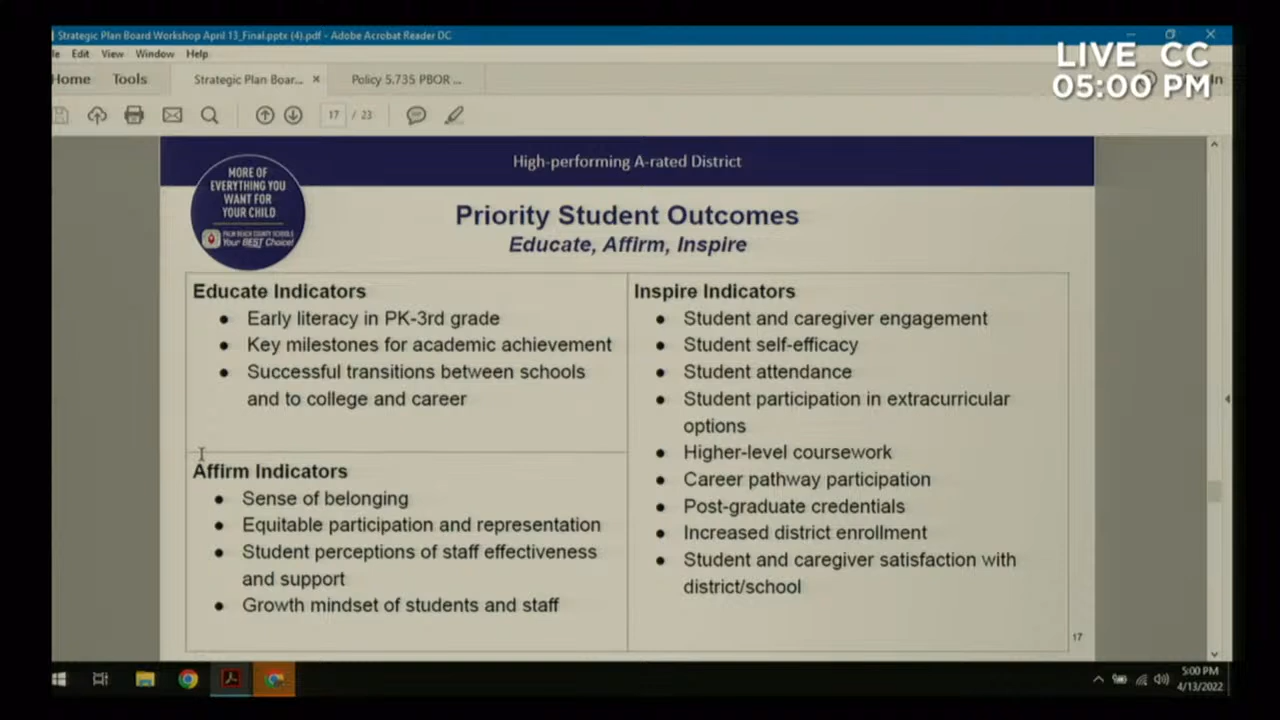 Strategic Plan Board Workshop April 13_Final.pptx (4).pdf - Adobe Acrobat Reader DC
Edit View Window Help
LIVE CC
05:00 PM
Home Tools Strategic Plan Boar... × Policy 5.735 PBOR ...
17 / 23
High-performing A-rated District
MORE OF
EVERYTHING YOU
WANT FOR
YOUR CHILD
PALM BEACH COUNTY SCHOOLS
Your BEST Choice!
Priority Student Outcomes
Educate, Affirm, Inspire
Educate Indicators
● Early literacy in PK-3rd grade
● Key milestones for academic achievement
● Successful transitions between schools
and to college and career
Affirm Indicators
● Sense of belonging
● Equitable participation and representation
● Student perceptions of staff effectiveness
and support
● Growth mindset of students and staff
Inspire Indicators
● Student and caregiver engagement
● Student self-efficacy
● Student attendance
● Student participation in extracurricular
options
● Higher-level coursework
● Career pathway participation
● Post-graduate credentials
● Increased district enrollment
● Student and caregiver satisfaction with
district/school
17
5:00 PM
4/13/2022